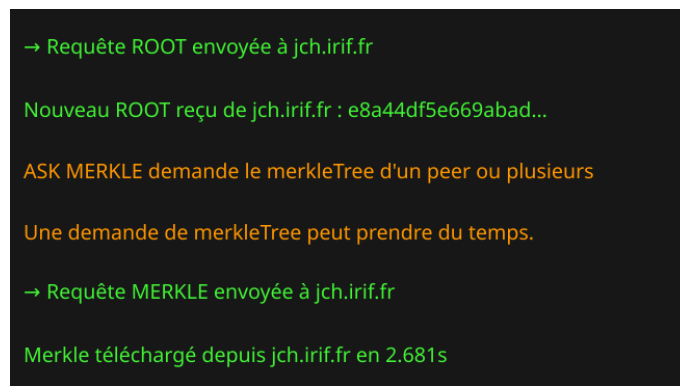 → Requête ROOT envoyée à jch.irif.fr
Nouveau ROOT reçu de jch.irif.fr : e8a44df5e669abad...
ASK MERKLE demande le merkleTree d'un peer ou plusieurs
Une demande de merkleTree peut prendre du temps.
→ Requête MERKLE envoyée à jch.irif.fr
Merkle téléchargé depuis jch.irif.fr en 2.681s